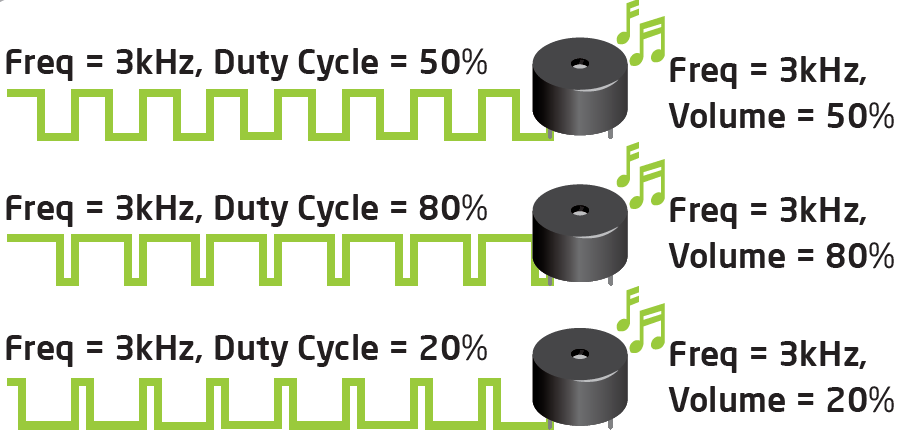 Freq = 3kHz, Duty Cycle = 50%
Freq = 3kHz,
Volume = 50%
Freq = 3kHz, Duty Cycle = 80%
Freq = 3kHz,
Volume = 80%
Freq = 3kHz, Duty Cycle = 20%
Freq = 3kHz,
Volume = 20%